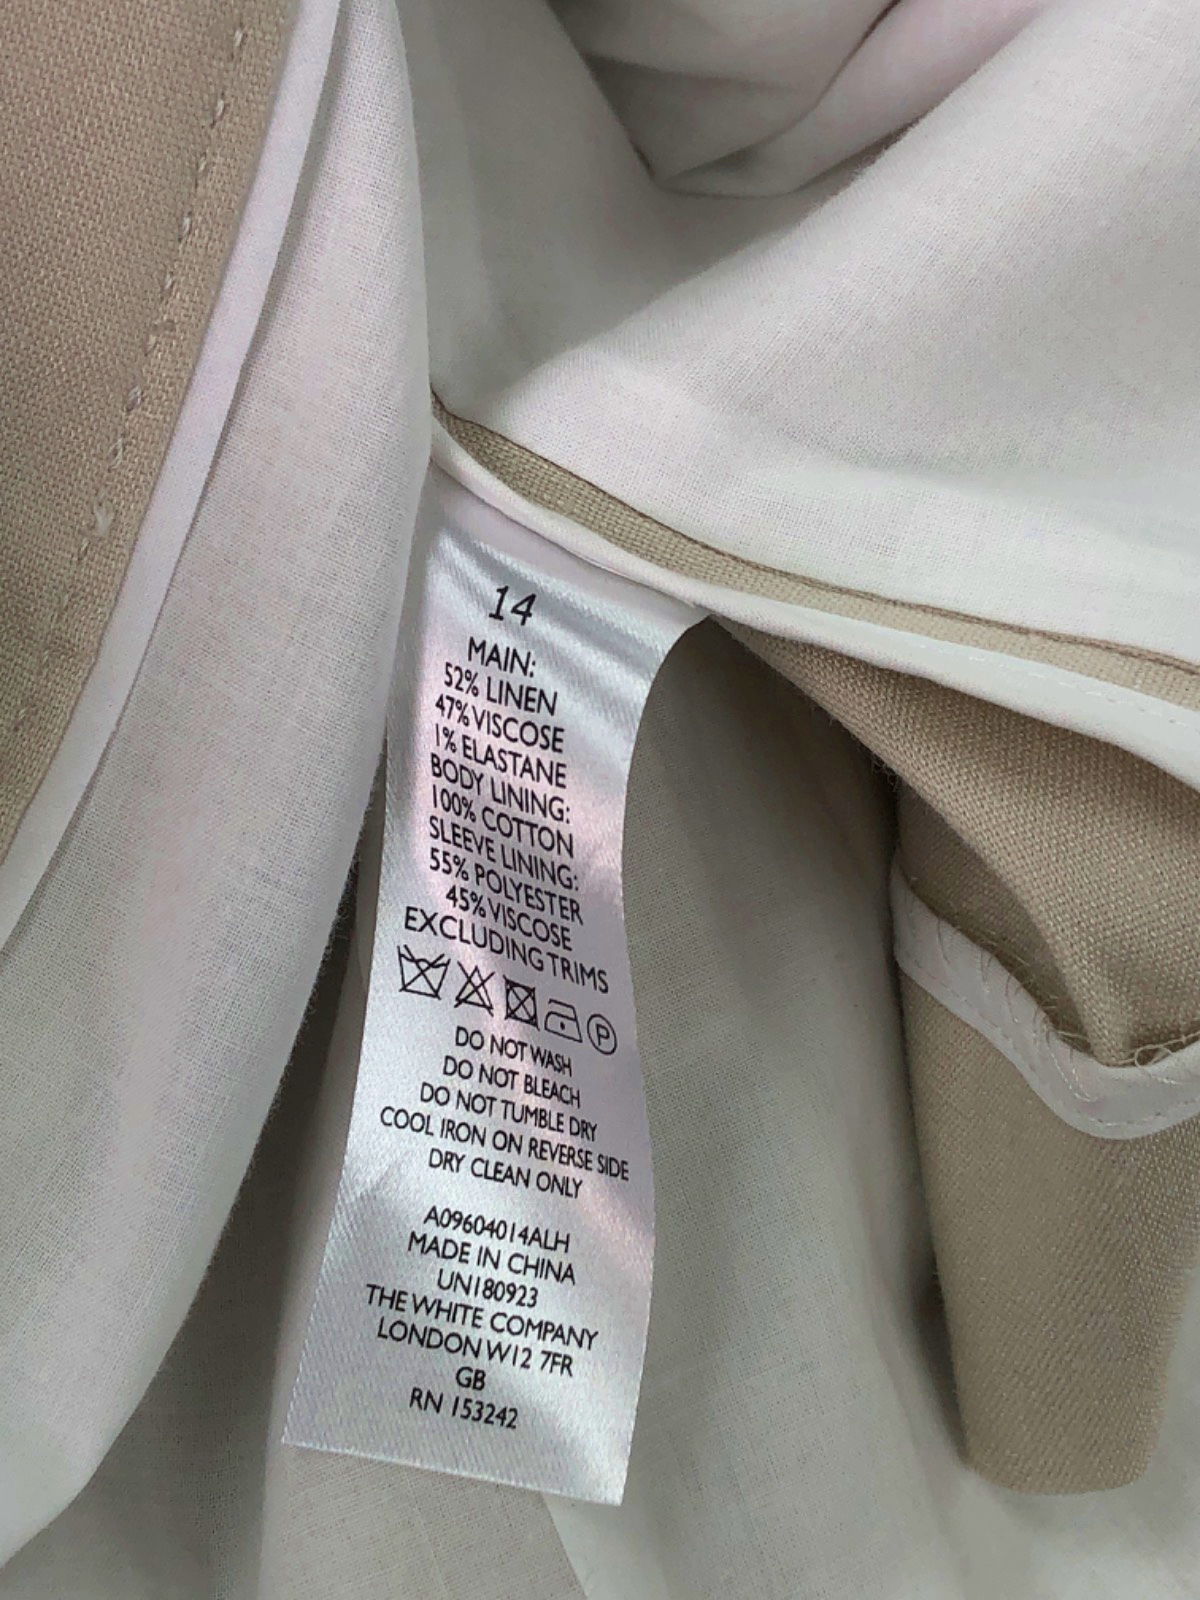 14
MAIN:
52% LINEN
47% VISCOSE
1% ELASTANE
BODY LINING:
100% COTTON
SLEEVE LINING:
55% POLYESTER
45% VISCOSE
EXCLUDING TRIMS
P
DO NOT WASH
DO NOT BLEACH
DO NOT TUMBLE DRY
COOL IRON ON REVERSE SIDE
DRY CLEAN ONLY
A09604014ALH
MADE IN CHINA
UN180923
THE WHITE COMPANY
LONDON W12 7FR
GB
RN 153242